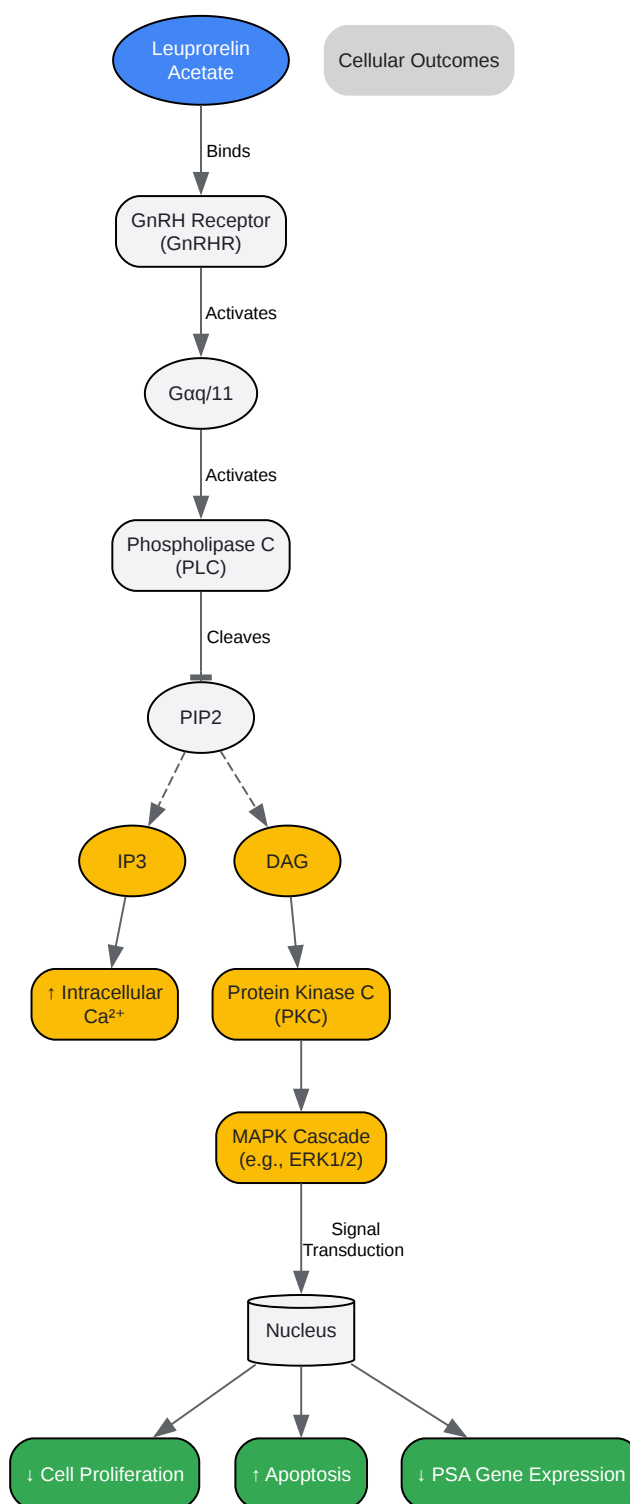 Leuprorelin
Acetate
Cellular Outcomes
Binds
GnRH Receptor
(GnRHR)
Activates
Gαq/11
Activates
Phospholipase C
(PLC)
Cleaves
PIP2
IP3
DAG
↑ Intracellular
Ca²⁺
Protein Kinase C
(PKC)
MAPK Cascade
(e.g., ERK1/2)
Signal
Transduction
Nucleus
↓ Cell Proliferation
↑ Apoptosis
↓ PSA Gene Expression